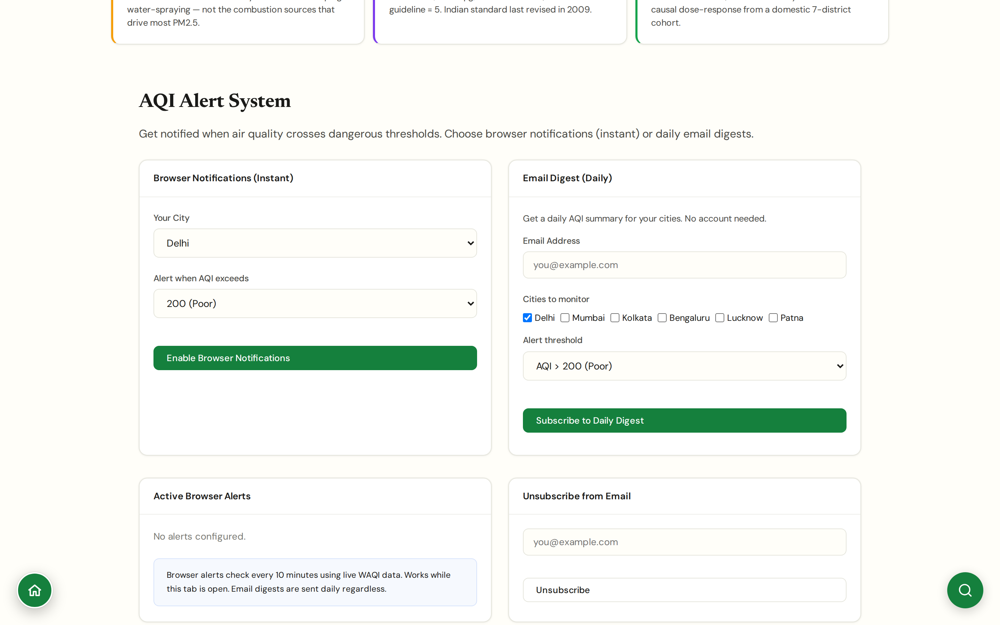 water-spraying — not the combustion sources that
drive most PM2.5.
guideline = 5. Indian standard last revised in 2009.
causal dose-response from a domestic 7-district
cohort.
AQI Alert System
Get notified when air quality crosses dangerous thresholds. Choose browser notifications (instant) or daily email digests.
Browser Notifications (Instant)
Your City
Delhi
Alert when AQI exceeds
200 (Poor)
Enable Browser Notifications
Email Digest (Daily)
Get a daily AQI summary for your cities. No account needed.
Email Address
you@example.com
Cities to monitor
Delhi Mumbai Kolkata Bengaluru Lucknow Patna
Alert threshold
AQI > 200 (Poor)
Subscribe to Daily Digest
Active Browser Alerts
No alerts configured.
Browser alerts check every 10 minutes using live WAQI data. Works while
this tab is open. Email digests are sent daily regardless.
Unsubscribe from Email
you@example.com
Unsubscribe